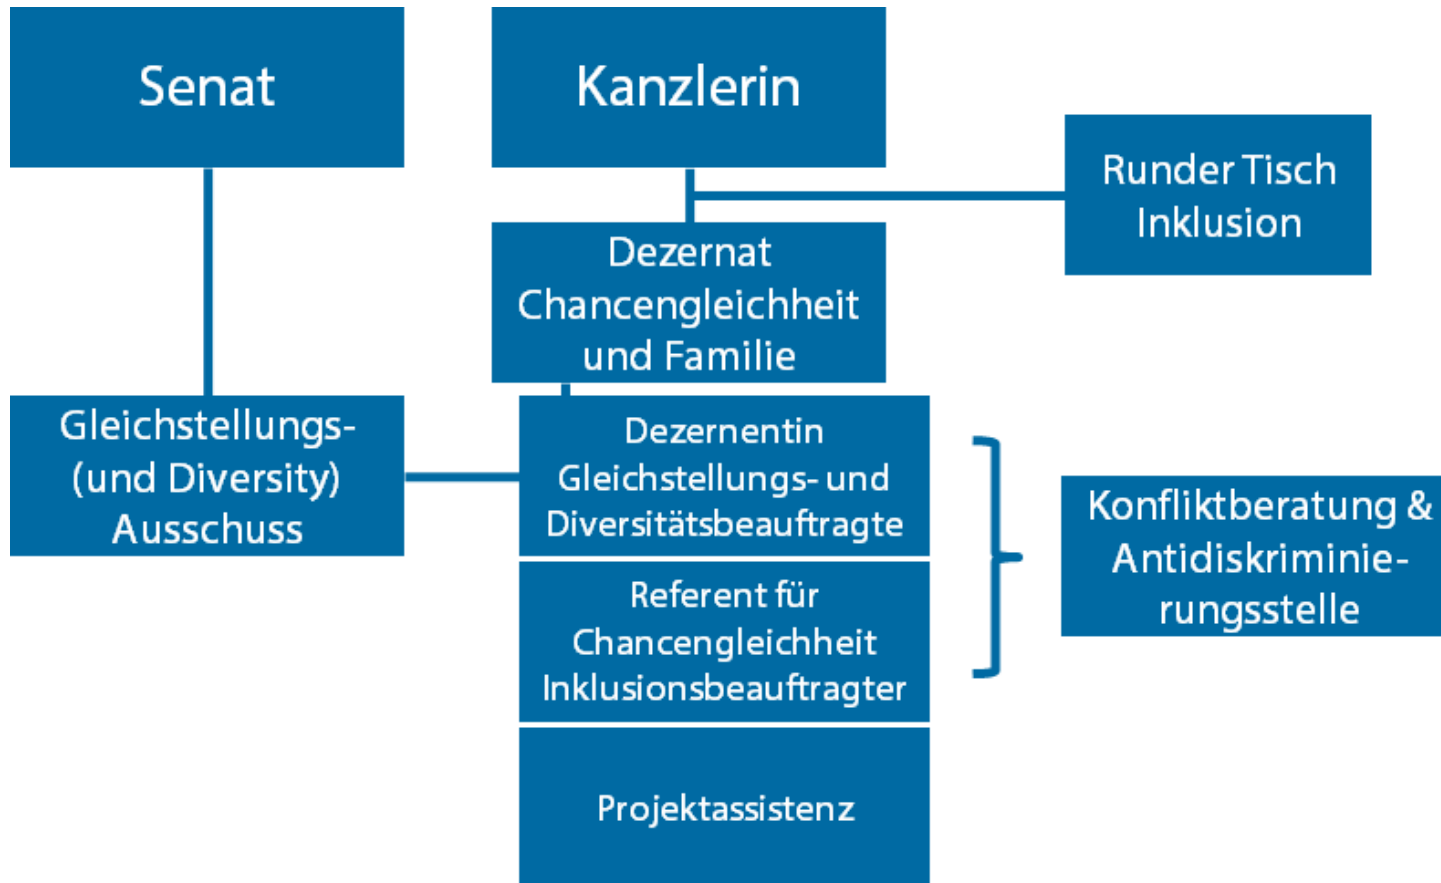 Senat
Kanzlerin
Runder Tisch
Inklusion
Dezernat
Chancengleichheit
und Familie
Gleichstellungs-
(und Diversity)
Ausschuss
Dezernentin
Gleichstellungs- und
Diversitätsbeauftragte
Konfliktberatung &
Antidiskriminie-
rungsstelle
Referent für
Chancengleichheit
Inklusionsbeauftragter
Projektassistenz